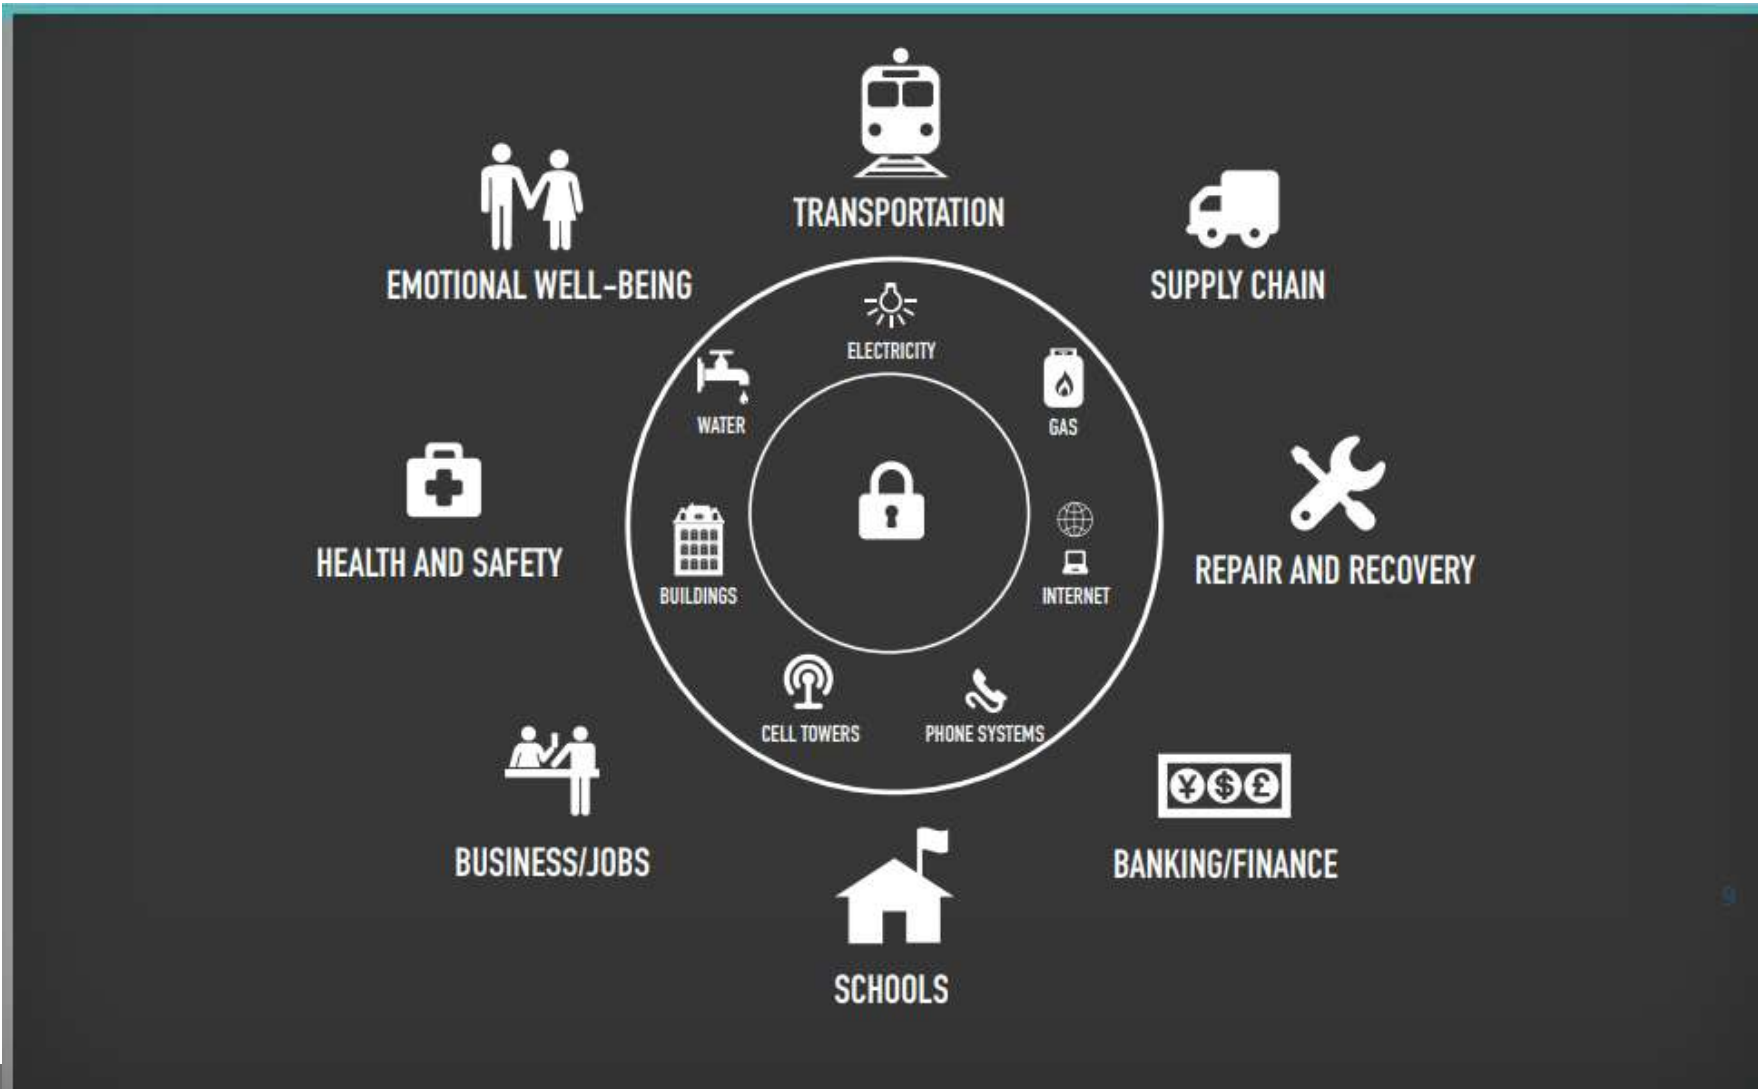 TRANSPORTATION
EMOTIONAL WELL-BEING
SUPPLY CHAIN
ELECTRICITY
WATER
GAS
HEALTH AND SAFETY
BUILDINGS
INTERNET
REPAIR AND RECOVERY
CELL TOWERS
PHONE SYSTEMS
¥ $ £
BUSINESS/JOBS
BANKING/FINANCE
9
SCHOOLS